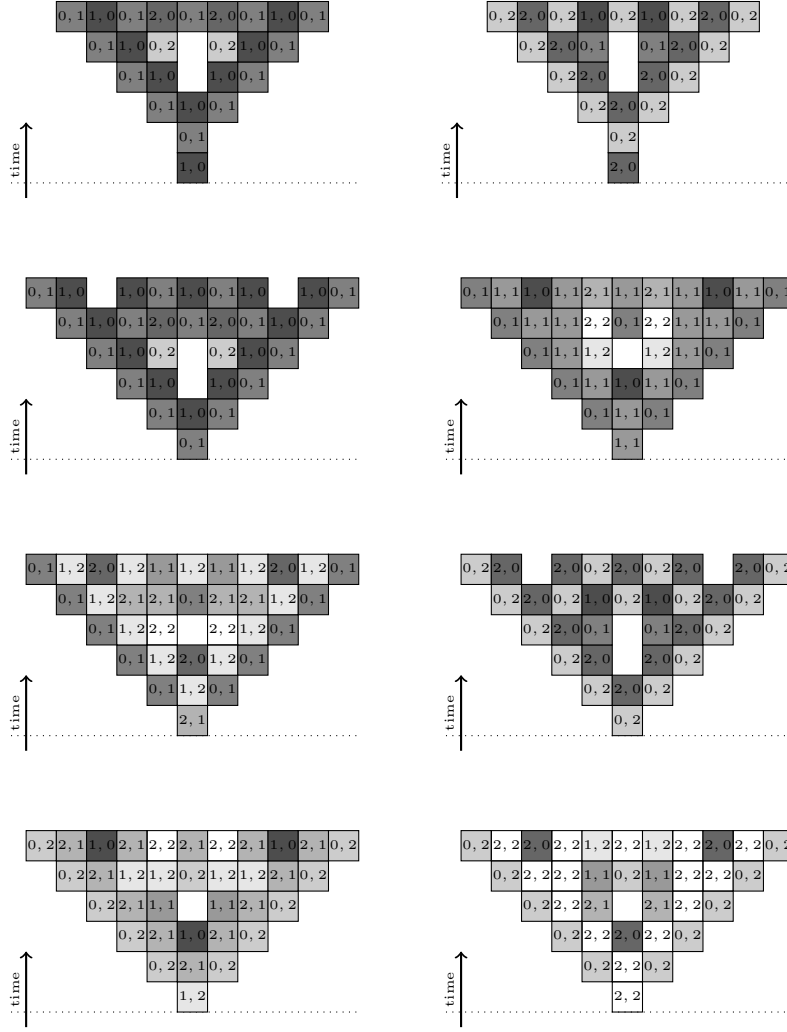 0, 1 1, 0 0, 1 2, 0 0, 1 2, 0 0, 1 1, 0 0, 1
0, 1 1, 0 0, 2 0, 2 1, 0 0, 1
0, 1 1, 0 1, 0 0, 1
0, 1 1, 0 0, 1
0, 1
1, 0
time
0, 2 2, 0 0, 2 1, 0 0, 2 1, 0 0, 2 2, 0 0, 2
0, 2 2, 0 0, 1 0, 1 2, 0 0, 2
0, 2 2, 0 2, 0 0, 2
0, 2 2, 0 0, 2
0, 2
2, 0
time
0, 1 1, 0 1, 0 0, 1 1, 0 0, 1 1, 0 1, 0 0, 1
0, 1 1, 0 0, 1 2, 0 0, 1 2, 0 0, 1 1, 0 0, 1
0, 1 1, 0 0, 2 0, 2 1, 0 0, 1
0, 1 1, 0 1, 0 0, 1
0, 1 1, 0 0, 1
0, 1
time
0, 1 1, 1 1, 0 1, 1 2, 1 1, 1 2, 1 1, 1 1, 0 1, 1 0, 1
0, 1 1, 1 1, 1 2, 2 0, 1 2, 2 1, 1 1, 1 0, 1
0, 1 1, 1 1, 2 1, 2 1, 1 0, 1
0, 1 1, 1 1, 0 1, 1 0, 1
0, 1 1, 1 0, 1
1, 1
time
0, 1 1, 2 2, 0 1, 2 1, 1 1, 2 1, 1 1, 2 2, 0 1, 2 0, 1
0, 1 1, 2 2, 1 2, 1 0, 1 2, 1 2, 1 1, 2 0, 1
0, 1 1, 2 2, 2 2, 2 1, 2 0, 1
0, 1 1, 2 2, 0 1, 2 0, 1
0, 1 1, 2 0, 1
2, 1
time
0, 2 2, 0 2, 0 0, 2 2, 0 0, 2 2, 0 2, 0 0, 2
0, 2 2, 0 0, 2 1, 0 0, 2 1, 0 0, 2 2, 0 0, 2
0, 2 2, 0 0, 1 0, 1 2, 0 0, 2
0, 2 2, 0 2, 0 0, 2
0, 2 2, 0 0, 2
0, 2
time
0, 2 2, 1 1, 0 2, 1 2, 2 2, 1 2, 2 2, 1 1, 0 2, 1 0, 2
0, 2 2, 1 1, 2 1, 2 0, 2 1, 2 1, 2 2, 1 0, 2
0, 2 2, 1 1, 1 1, 1 2, 1 0, 2
0, 2 2, 1 1, 0 2, 1 0, 2
0, 2 2, 1 0, 2
1, 2
time
0, 2 2, 2 2, 0 2, 2 1, 2 2, 2 1, 2 2, 2 2, 0 2, 2 0, 2
0, 2 2, 2 2, 2 1, 1 0, 2 1, 1 2, 2 2, 2 0, 2
0, 2 2, 2 2, 1 2, 1 2, 2 0, 2
0, 2 2, 2 2, 0 2, 2 0, 2
0, 2 2, 2 0, 2
2, 2
time